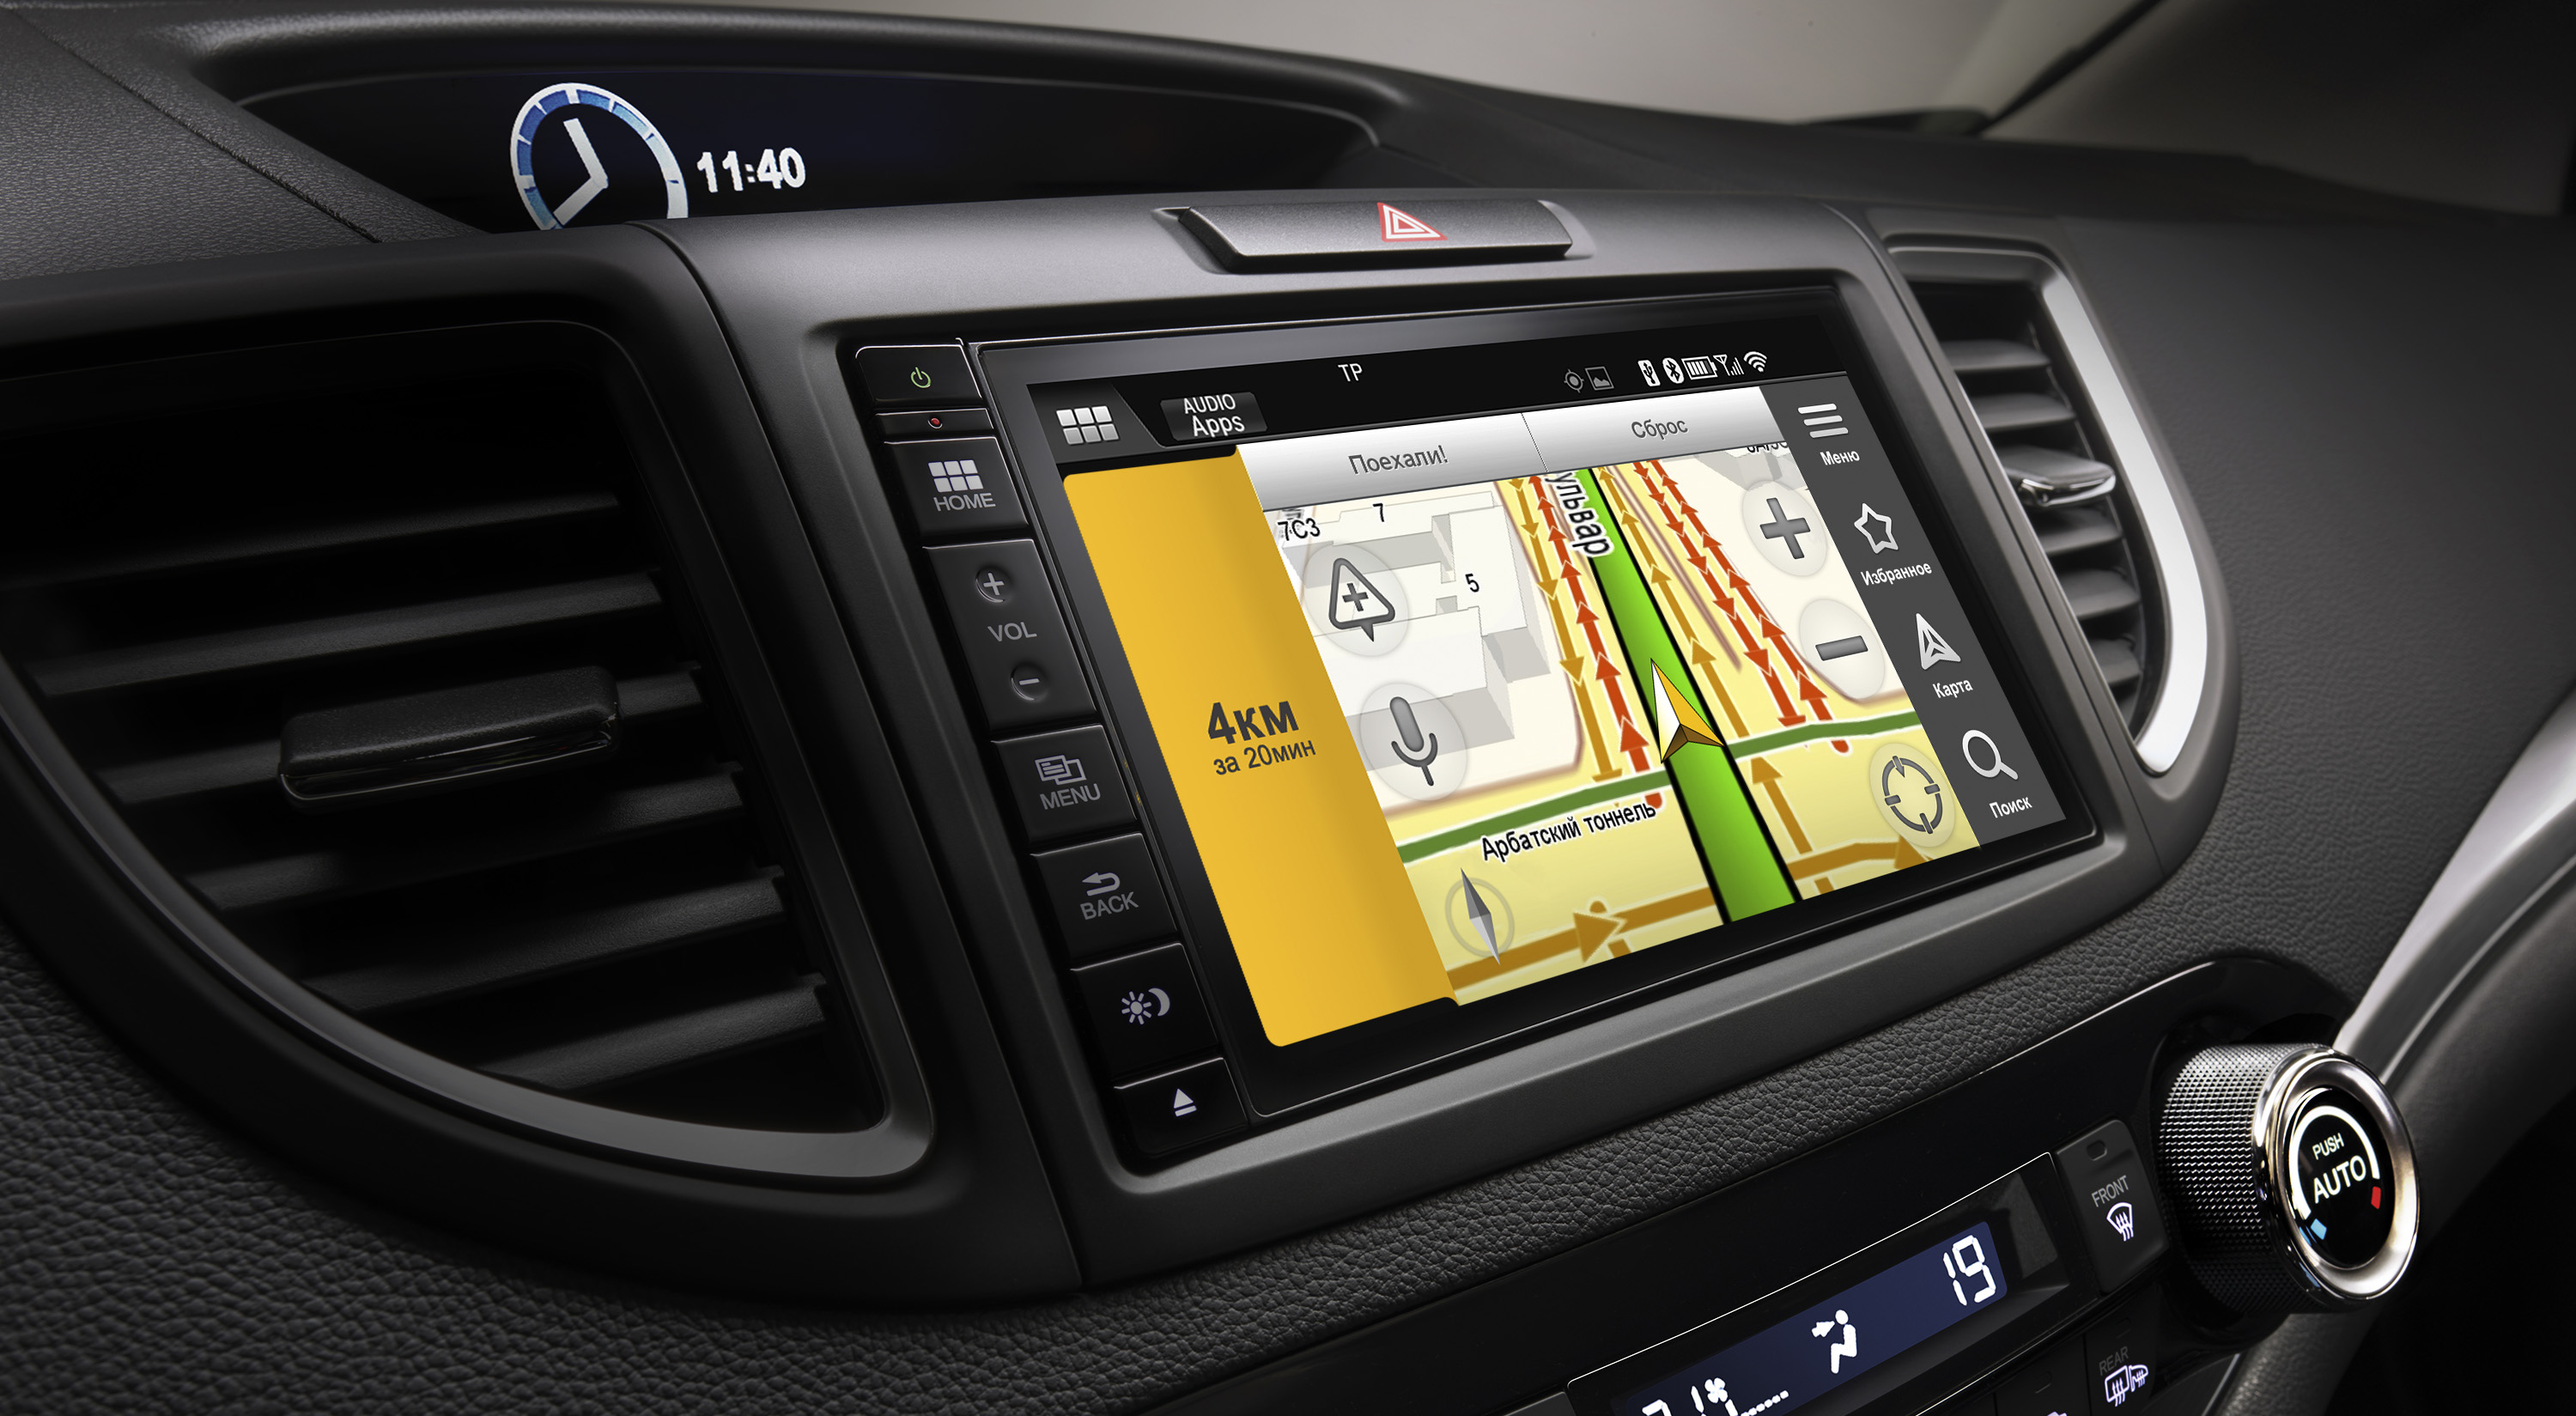 11:40
TP
AUDIO
Apps
HOME
VOL
MENU
BACK
Поехали!
Сброс
Меню
Избранное
Карта
Поиск
7С3
7
5
4км
за 20мин
Арбатский тоннель
PUSH
AUTO
FRONT
19
REAR